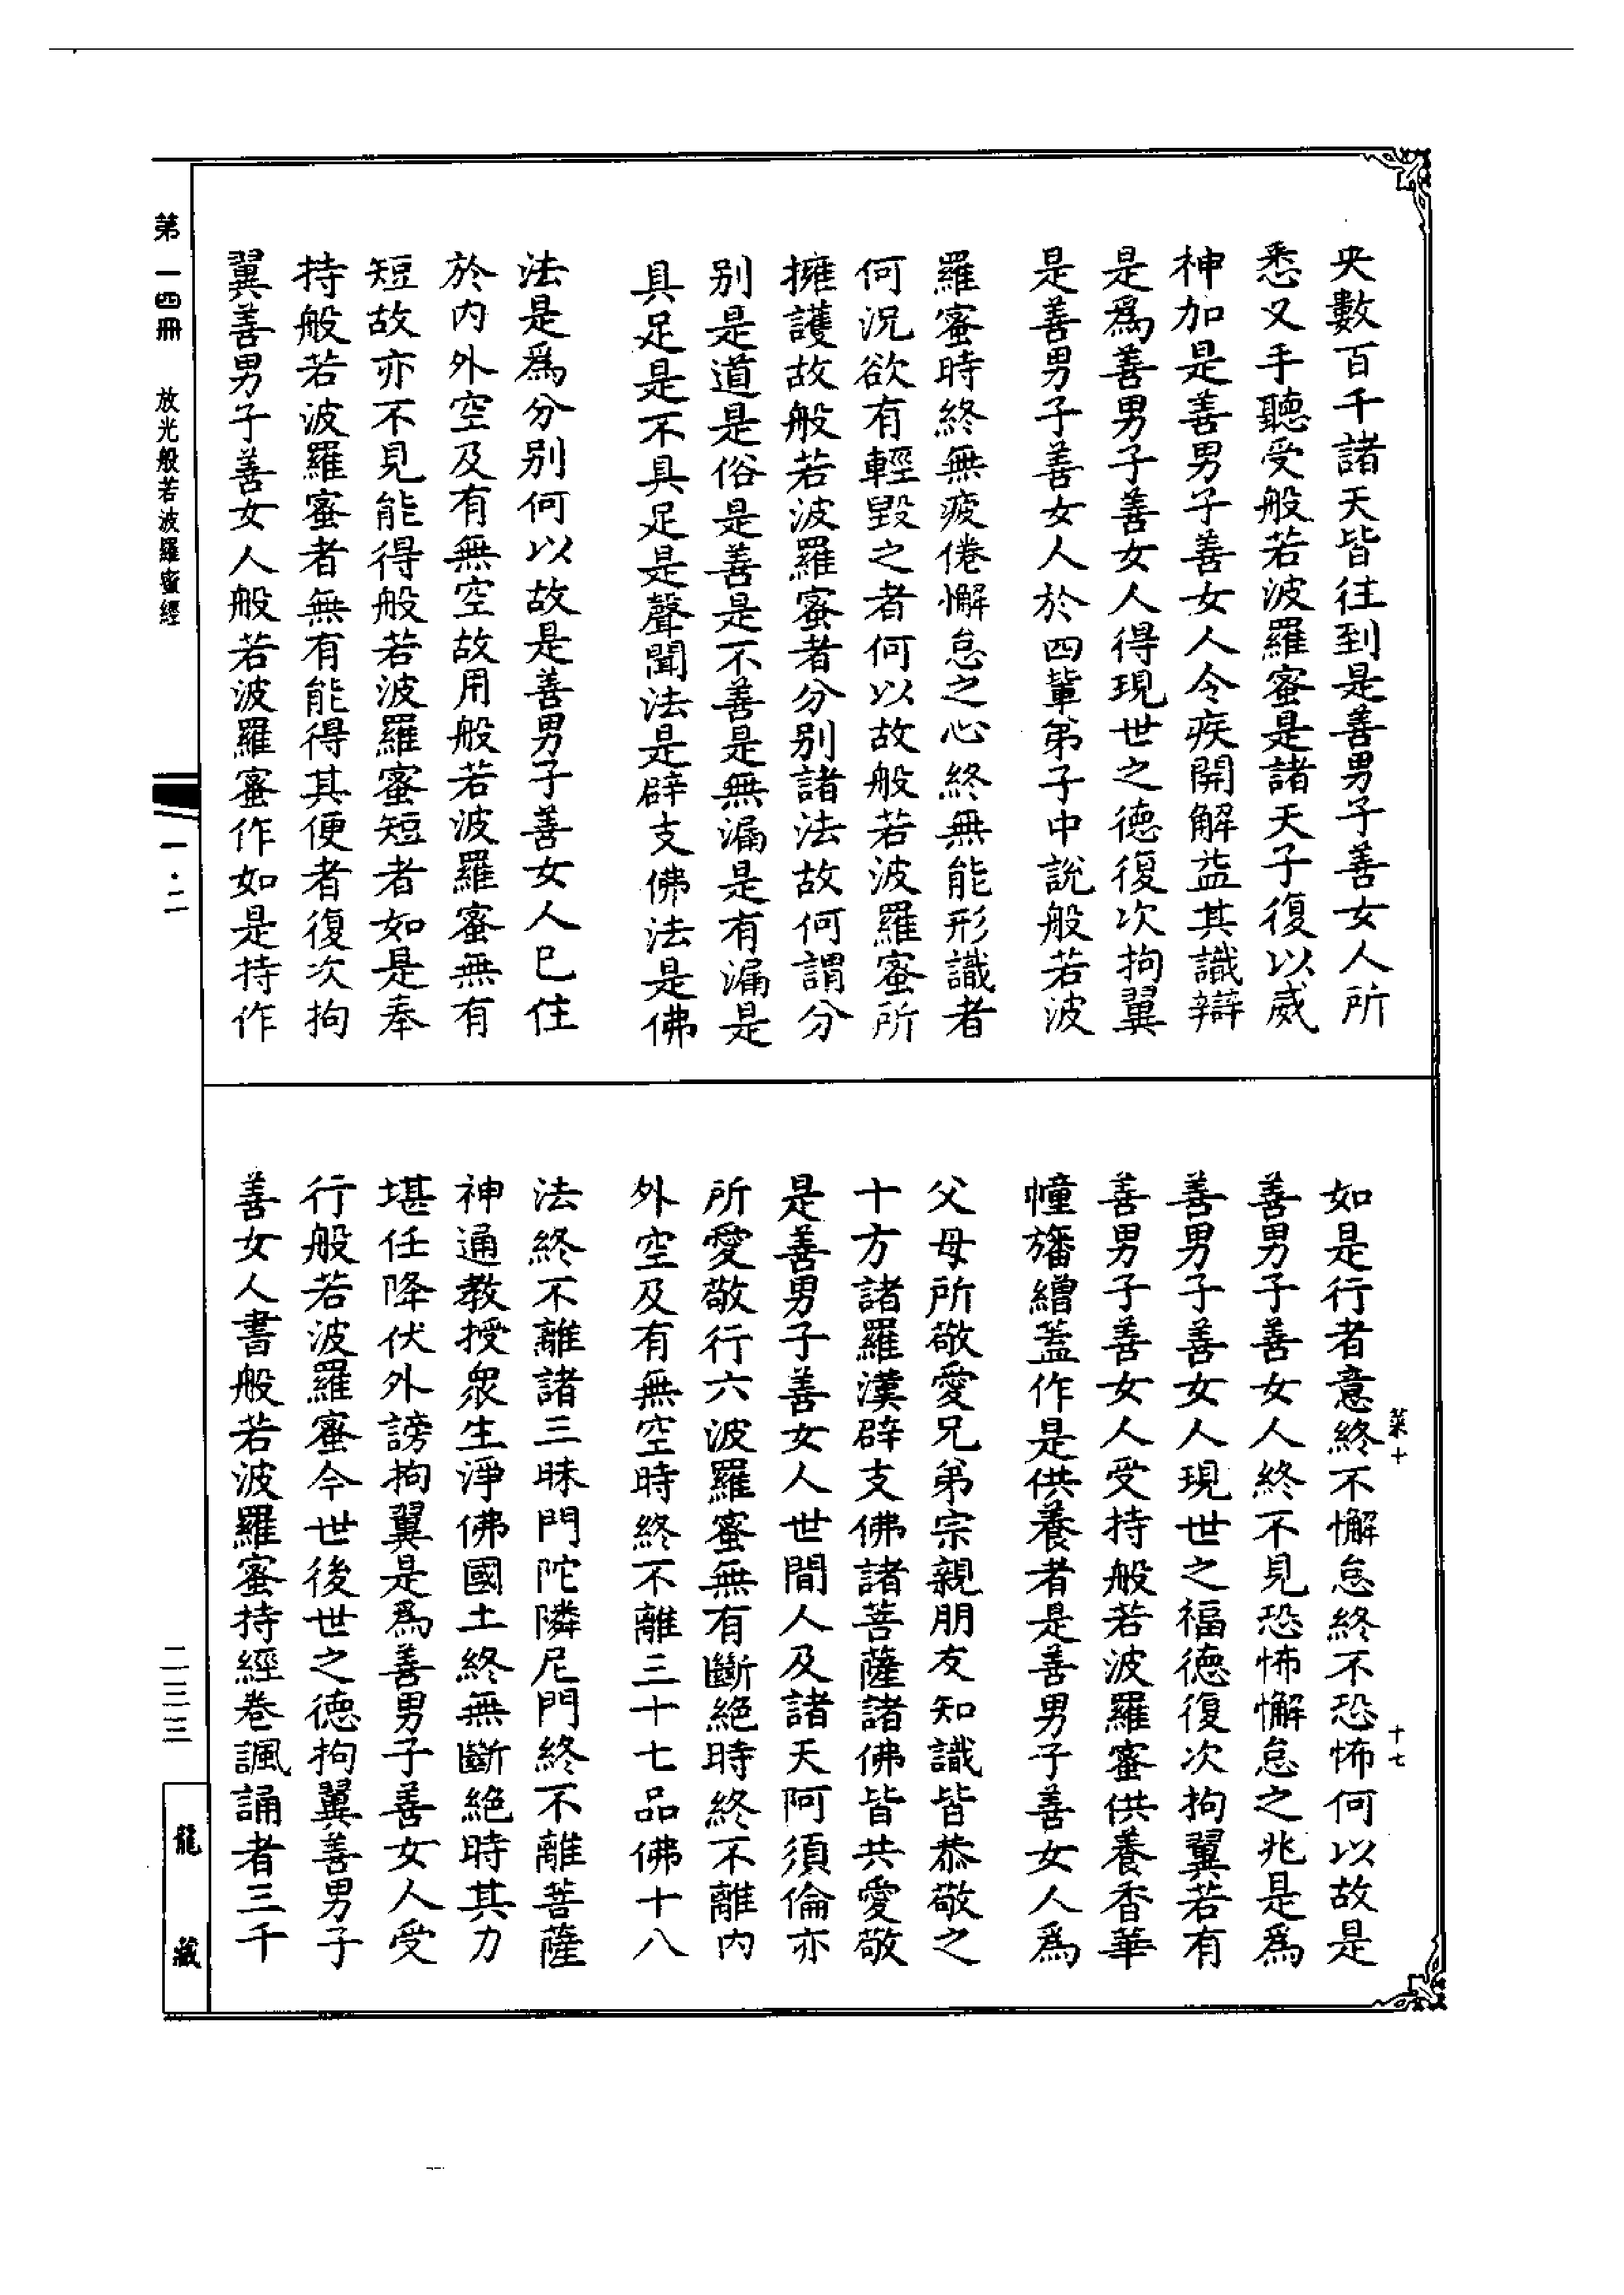 央數百千諸天皆往到是善男子善女人所
悉叉手聽受般若波羅蜜是諸天子復以威
神加是善男子善女人令疾開解益其識辯
是爲善男子善女人得現世之德復次拘翼
是善男子善女人於四輩弟子中說般若波
羅蜜時終無疲倦懈怠之心終無能形識者
何況欲有輕毀之者何以故般若波羅蜜所
擁護故般若波羅蜜者分別諸法故何謂分
別是道是俗是善是不善是無漏是有漏是
具足是不具足是聲聞法是辟支佛法是佛
法是爲分別何以故是善男子善女人已住
於內外空及有無空故用般若波羅蜜無有
短故亦不見能得般若波羅蜜短者如是奉
持般若波羅蜜者無有能得其便者復次拘
翼善男子善女人般若波羅蜜作如是持作
如是行者意終不懈怠終不恐怖何以故是
善男子善女人終不見恐怖懈怠之兆是爲
善男子善女人現世之福德復次拘翼若有
善男子善女人受持般若波羅蜜供養香華
幢旛繒蓋作是供養者是善男子善女人爲
父母所敬愛兄弟宗親朋友知識皆恭敬之
十方諸羅漢辟支佛諸菩薩諸佛皆共愛敬
是善男子善女人世間人及諸天阿須倫亦
所愛敬行六波羅蜜無有斷絕時終不離內
外空及有無空時終不離三十七品佛十八
法終不離諸三昧門陀隣尼門終不離菩薩
神通教授衆生淨佛國土終無斷絕時其力
堪任降伏外謗拘翼是爲善男子善女人受
行般若波羅蜜今世後世之德拘翼善男子
善女人書般若波羅蜜持經卷諷誦者三千
菜十
十七
第一四冊
放光般若波羅蜜經
一・二
二三三
龍藏